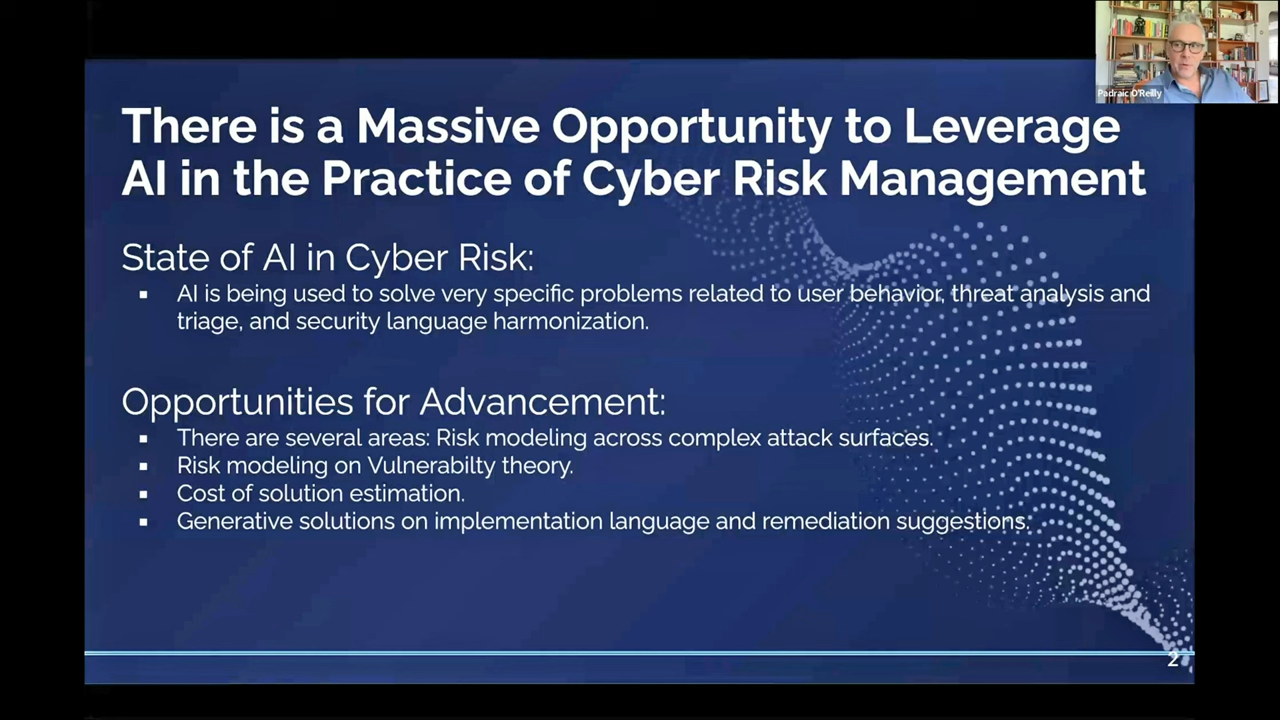 Padraic O'Reilly
There is a Massive Opportunity to Leverage
AI in the Practice of Cyber Risk Management
State of AI in Cyber Risk:
▪ AI is being used to solve very specific problems related to user behavior, threat analysis and
triage, and security language harmonization.
Opportunities for Advancement:
▪ There are several areas: Risk modeling across complex attack surfaces.
▪ Risk modeling on Vulnerabilty theory.
▪ Cost of solution estimation.
▪ Generative solutions on implementation language and remediation suggestions.
2